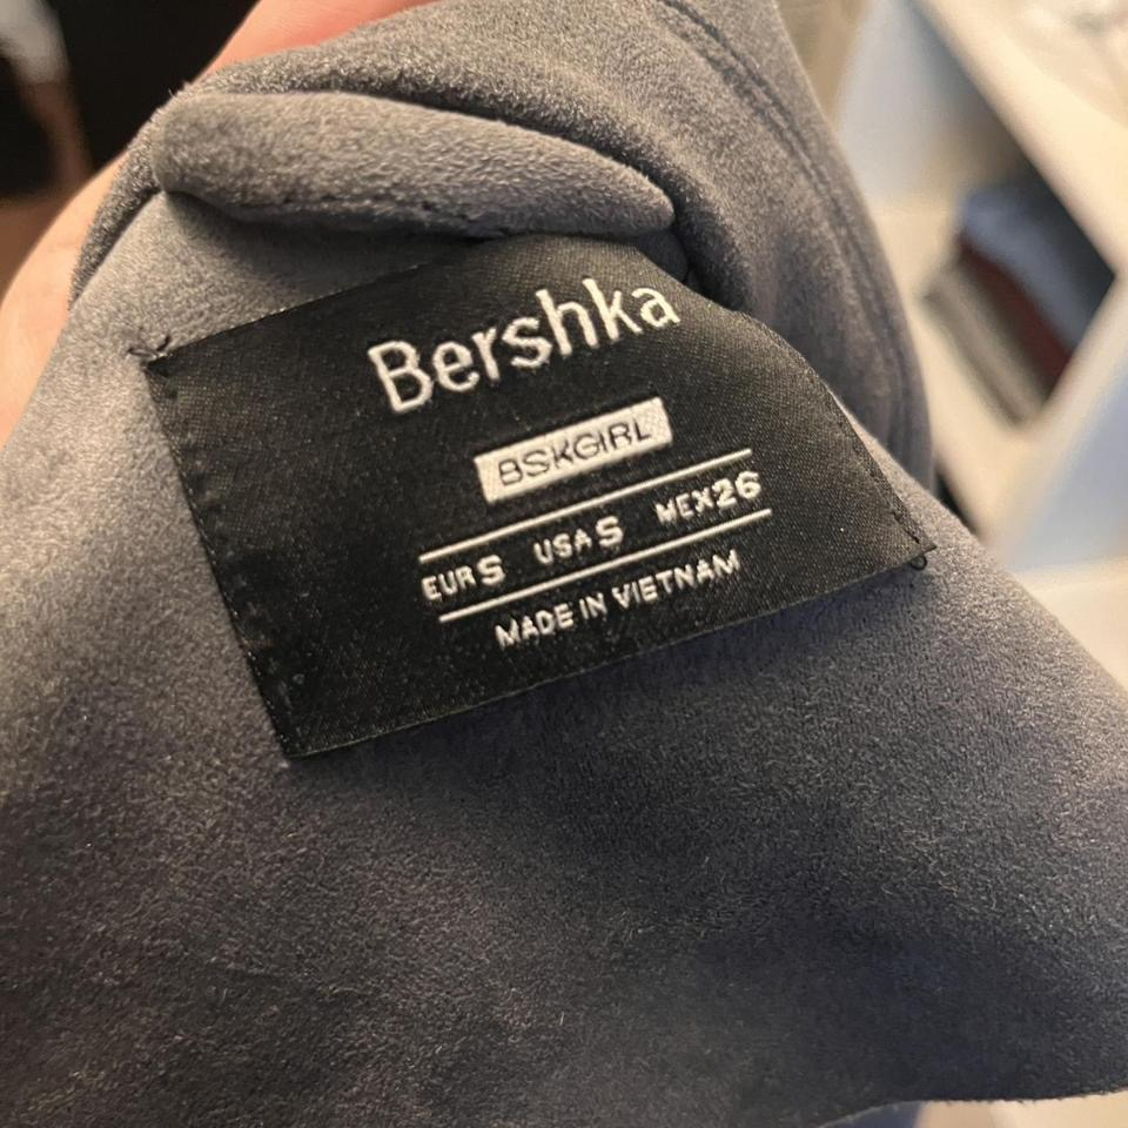 Bershka
BSKGIRL
EUR S USA S MEX 26
MADE IN VIETNAM